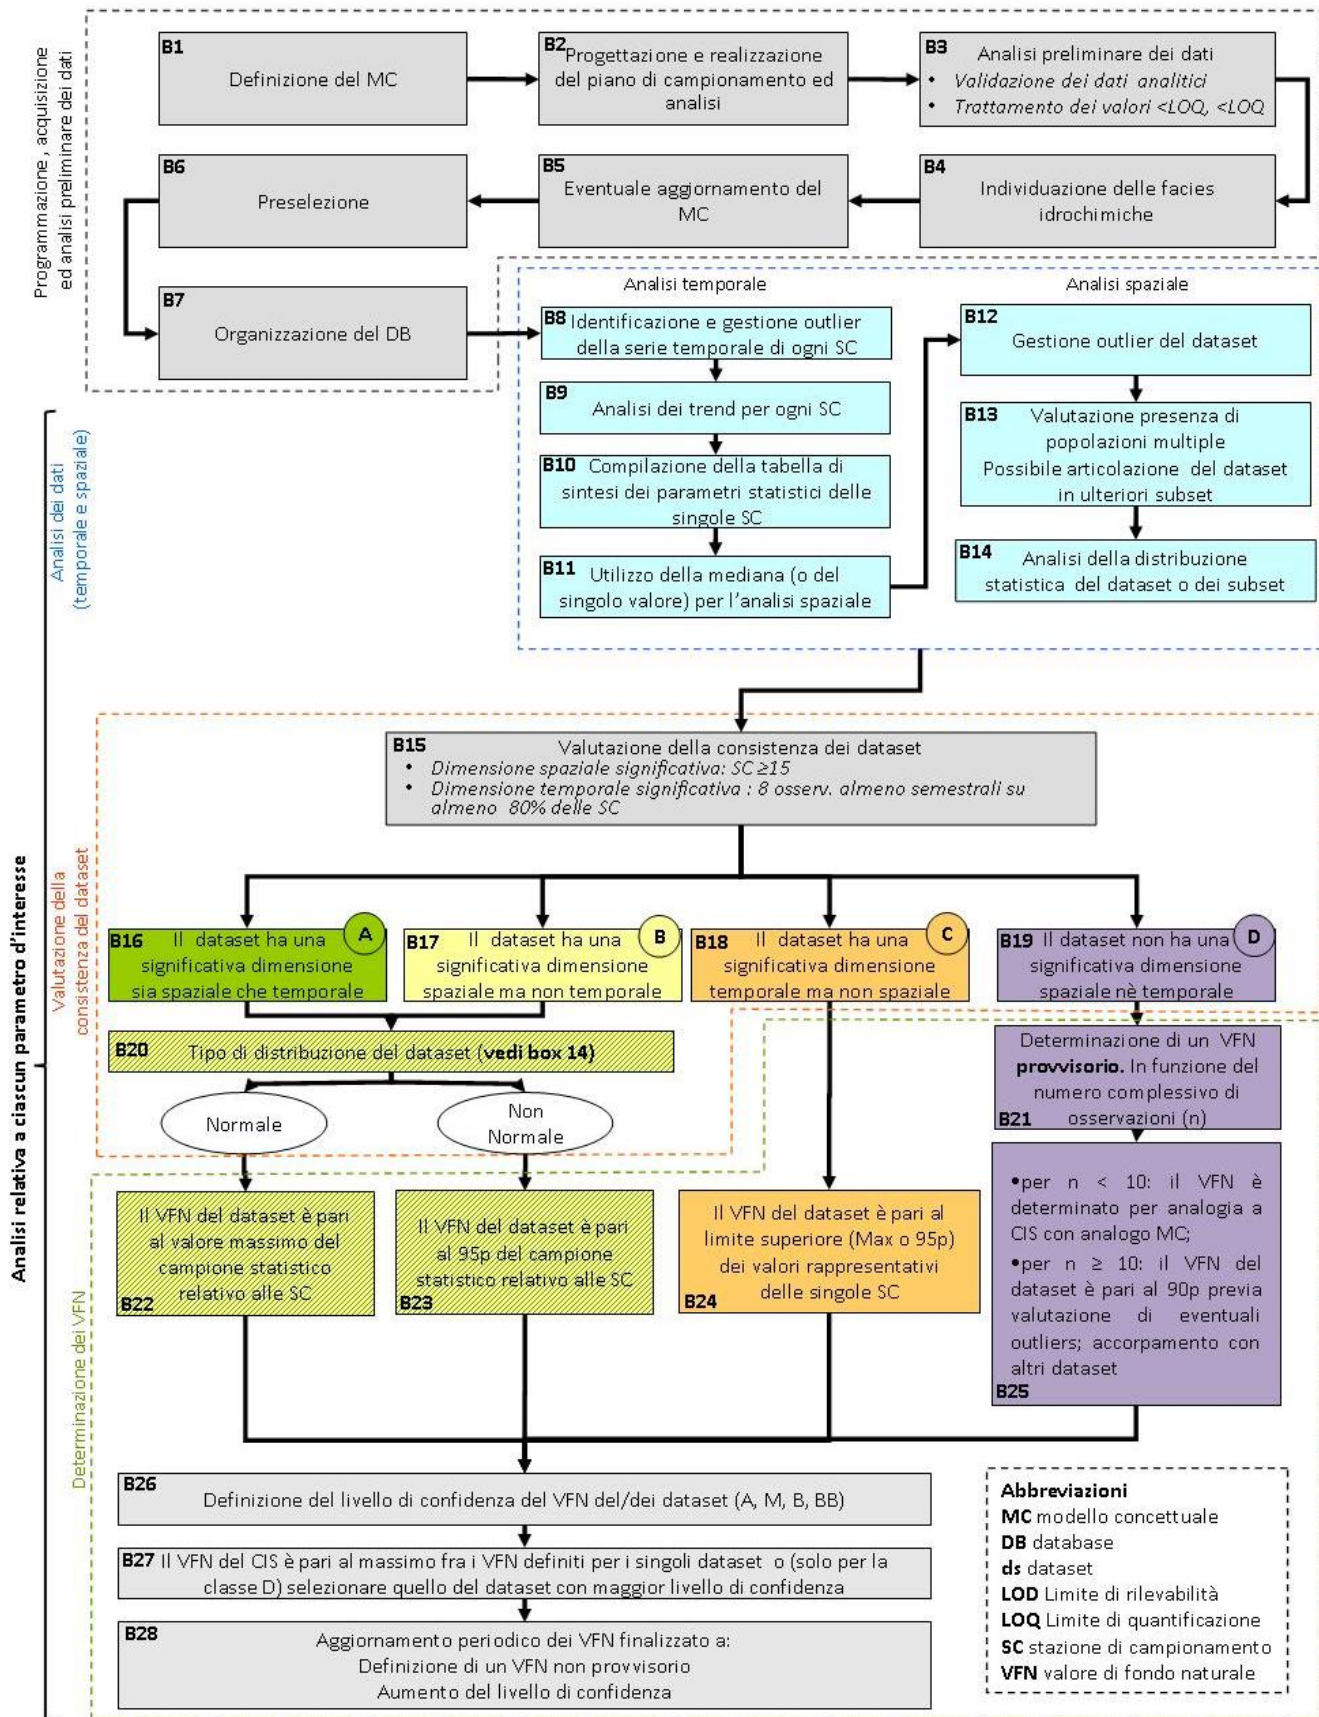 Programmazione , acquisizione
ed analisi preliminare dei dati
B1
Definizione del MC
B2
Progettazione e realizzazione
del piano di campionamento ed
analisi
B3
Analisi preliminare dei dati
• Validazione dei dati analitici
• Trattamento dei valori <LOQ, <LOQ
B6
Preselezione
B5
Eventuale aggiornamento del
MC
B4
Individuazione delle facies
idrochimiche
B7
Organizzazione del DB
Analisi relativa a ciascun parametro d'interesse
Analisi dei dati
(temporale e spaziale)
Analisi temporale
B8
Identificazione e gestione outlier
della serie temporale di ogni SC
B9
Analisi dei trend per ogni SC
B10
Compilazione della tabella di
sintesi dei parametri statistici delle
singole SC
B11
Utilizzo della mediana (o del
singolo valore) per l'analisi spaziale
Analisi spaziale
B12
Gestione outlier del dataset
B13
Valutazione presenza di
popolazioni multiple
Possibile articolazione del dataset
in ulteriori subset
B14
Analisi della distribuzione
statistica del dataset o dei subset
Valutazione della
consistenza del dataset
B15
Valutazione della consistenza dei dataset
• Dimensione spaziale significativa: SC ≥15
• Dimensione temporale significativa : 8 osserv. almeno semestrali su
almeno 80% delle SC
A
B16 Il dataset ha una
significativa dimensione
sia spaziale che temporale
B
B17 Il dataset ha una
significativa dimensione
spaziale ma non temporale
C
B18 Il dataset ha una
significativa dimensione
temporale ma non spaziale
D
B19 Il dataset non ha una
significativa dimensione
spaziale nè temporale
B20 Tipo di distribuzione del dataset (vedi box 14)
Normale
Non
Normale
Determinazione dei VFN
Il VFN del dataset è pari
al valore massimo del
campione statistico
relativo alle SC
B22
Il VFN del dataset è pari
al 95p del campione
statistico relativo alle SC
B23
Il VFN del dataset è pari al
limite superiore (Max o 95p)
dei valori rappresentativi
delle singole SC
B24
Determinazione di un VFN
provvisorio. In funzione del
numero complessivo di
osservazioni (n)
B21
•per n < 10: il VFN è
determinato per analogia a
CIS con analogo MC;
•per n ≥ 10: il VFN del
dataset è pari al 90p previa
valutazione di eventuali
outliers; accorpamento con
altri dataset
B25
B26
Definizione del livello di confidenza del VFN del/dei dataset (A, M, B, BB)
B27 Il VFN del CIS è pari al massimo fra i VFN definiti per i singoli dataset o (solo per la
classe D) selezionare quello del dataset con maggior livello di confidenza
B28
Aggiornamento periodico dei VFN finalizzato a:
Definizione di un VFN non provvisorio
Aumento del livello di confidenza
Abbreviazioni
MC modello concettuale
DB database
ds dataset
LOD Limite di rilevabilità
LOQ Limite di quantificazione
SC stazione di campionamento
VFN valore di fondo naturale